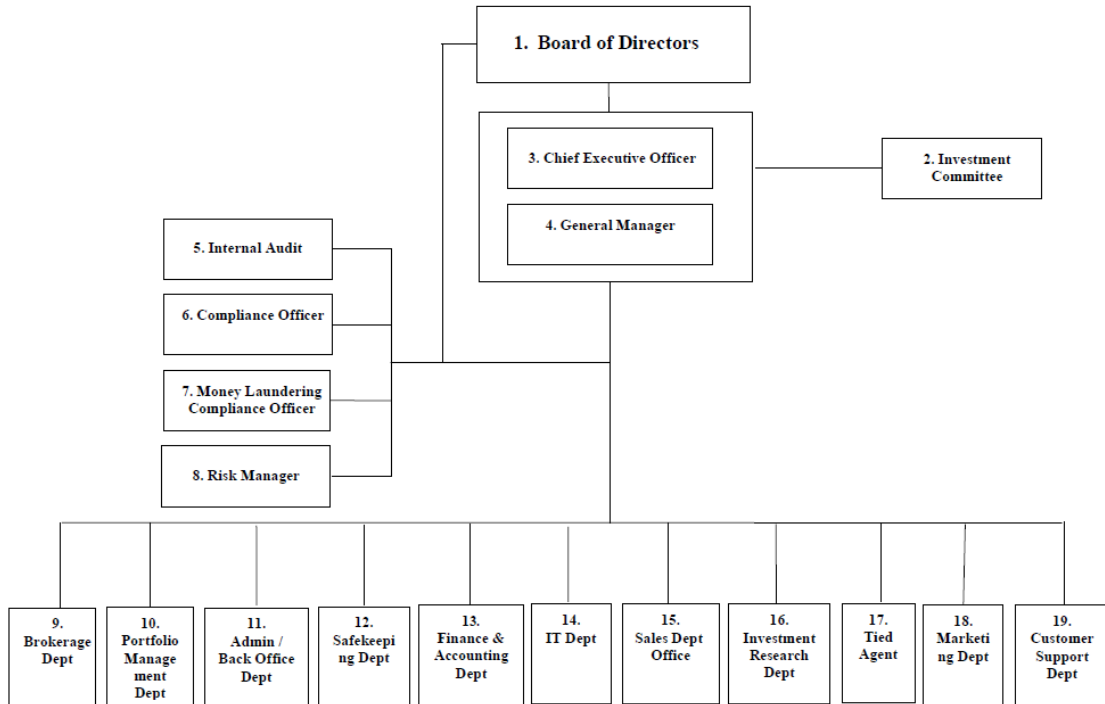 1. Board of Directors
3. Chief Executive Officer
2. Investment
Committee
4. General Manager
5. Internal Audit
6. Compliance Officer
7. Money Laundering
Compliance Officer
8. Risk Manager
9.
Brokerage
Dept
10.
Portfolio
Manage
ment
Dept
11.
Admin /
Back Office
Dept
12.
Safekeepi
ng Dept
13.
Finance &
Accounting
Dept
14.
IT Dept
15.
Sales Dept
Office
16.
Investment
Research
Dept
17.
Tied
Agent
18.
Marketi
ng Dept
19.
Customer
Support
Dept